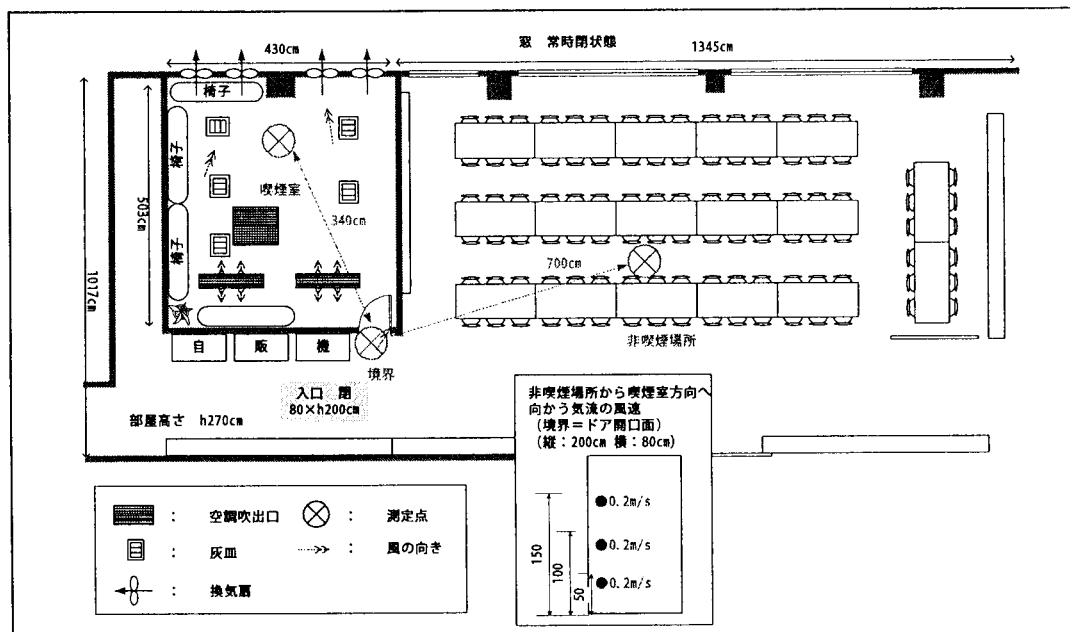 430cm
窓 常時閉状態
1345cm
椅子
椅子
喫煙室
503cm
340cm
椅子
1017cm
700cm
自 販 機
境界
非喫煙場所
入口 閉
80×h200cm
部屋高さ h270cm
非喫煙場所から喫煙室方向へ
向かう気流の風速
(境界=ドア開口面)
(縦:200cm 横:80cm)
0.2m/s
0.2m/s
0.2m/s
150
100
50
: 空調吹出口
: 測定点
: 灰皿
: 風の向き
: 換気扇